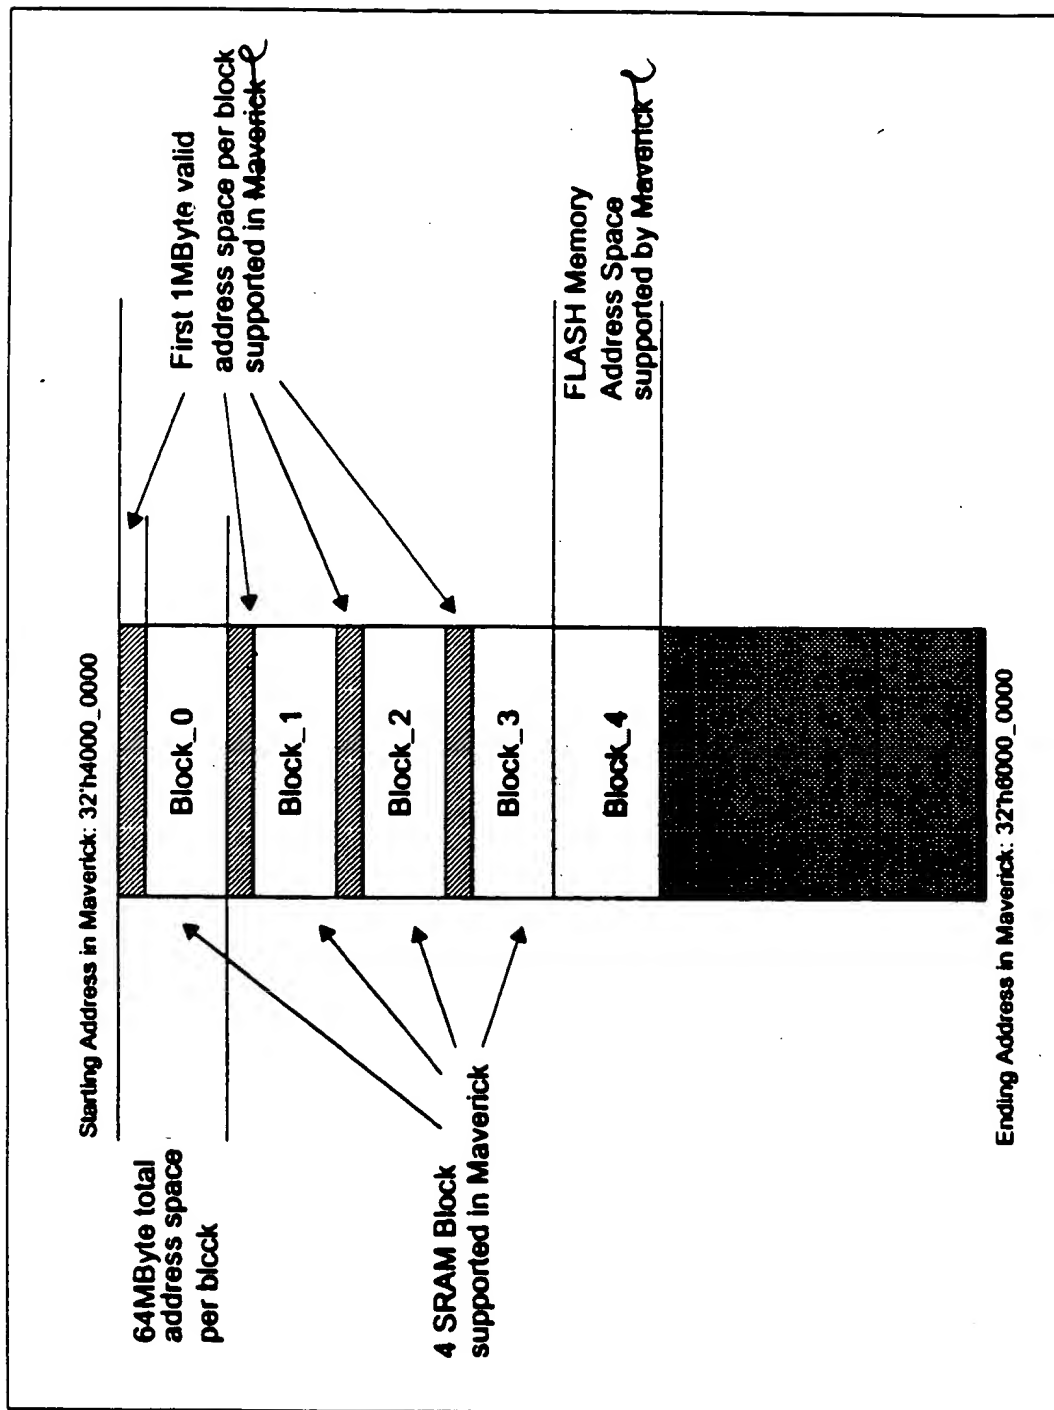 Starting Address in Maverick: 32'h4000_0000
64MByte total
address space
per blcck
First 1MByte valid
address space per block
supported in Maverick
Block_0
Block_1
Block_2
Block_3
Block_4
4 SRAM Block
supported in Maverick
FLASH Memory
Address Space
supported by Maverick
Ending Address in Maverick: 32'h6000_0000